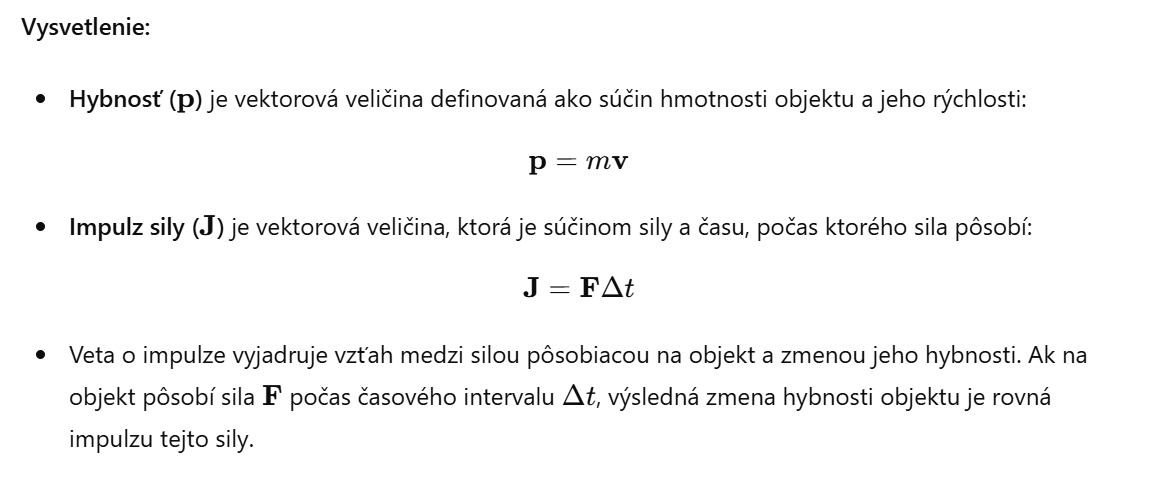 Vysvetlenie:
• Hybnosť (p) je vektorová veličina definovaná ako súčin hmotnosti objektu a jeho rýchlosti:
p = mv
• Impulz sily (J) je vektorová veličina, ktorá je súčinom sily a času, počas ktorého sila pôsobí:
J = FΔt
• Veta o impulze vyjadruje vzťah medzi silou pôsobiacou na objekt a zmenou jeho hybnosti. Ak na
objekt pôsobí sila F počas časového intervalu Δt, výsledná zmena hybnosti objektu je rovná
impulzu tejto sily.